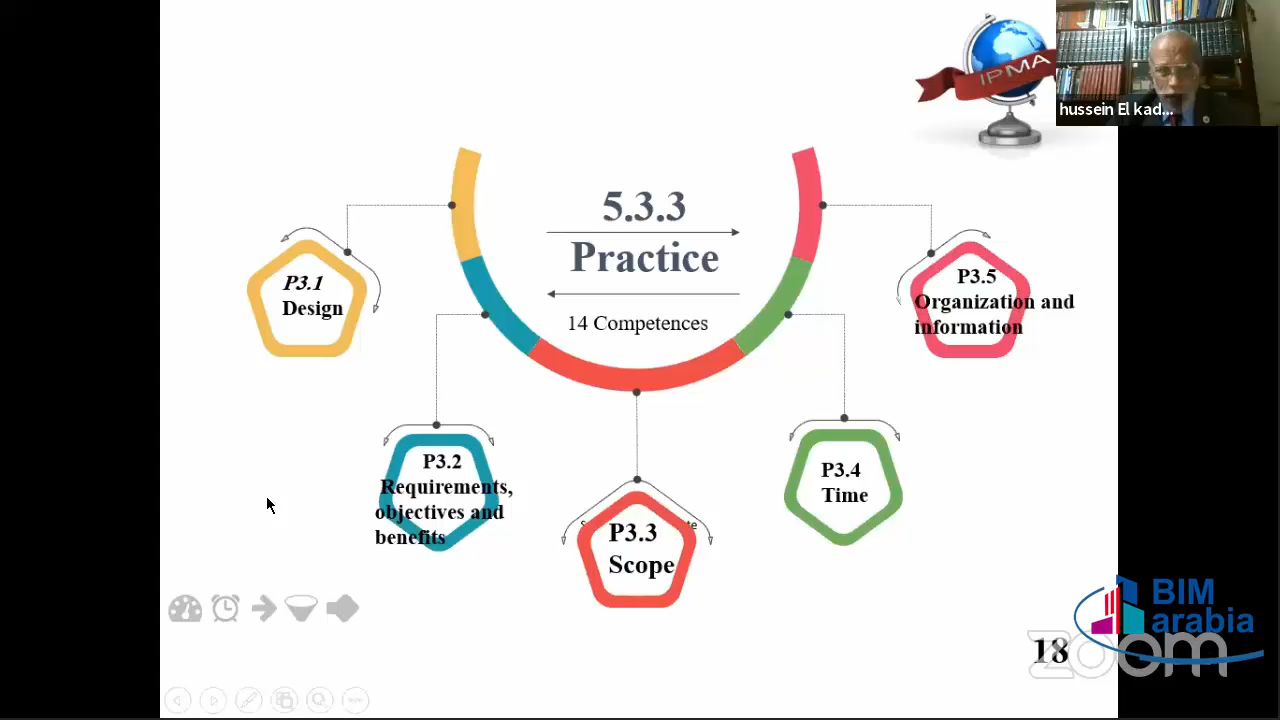 IPMA
hussein El kad...
5.3.3
Practice
14 Competences
P3.1
Design
P3.5
Organization and
information
P3.2
Requirements,
objectives and
benefits
P3.3
Scope
P3.4
Time
BIM
arabia
18
zoom